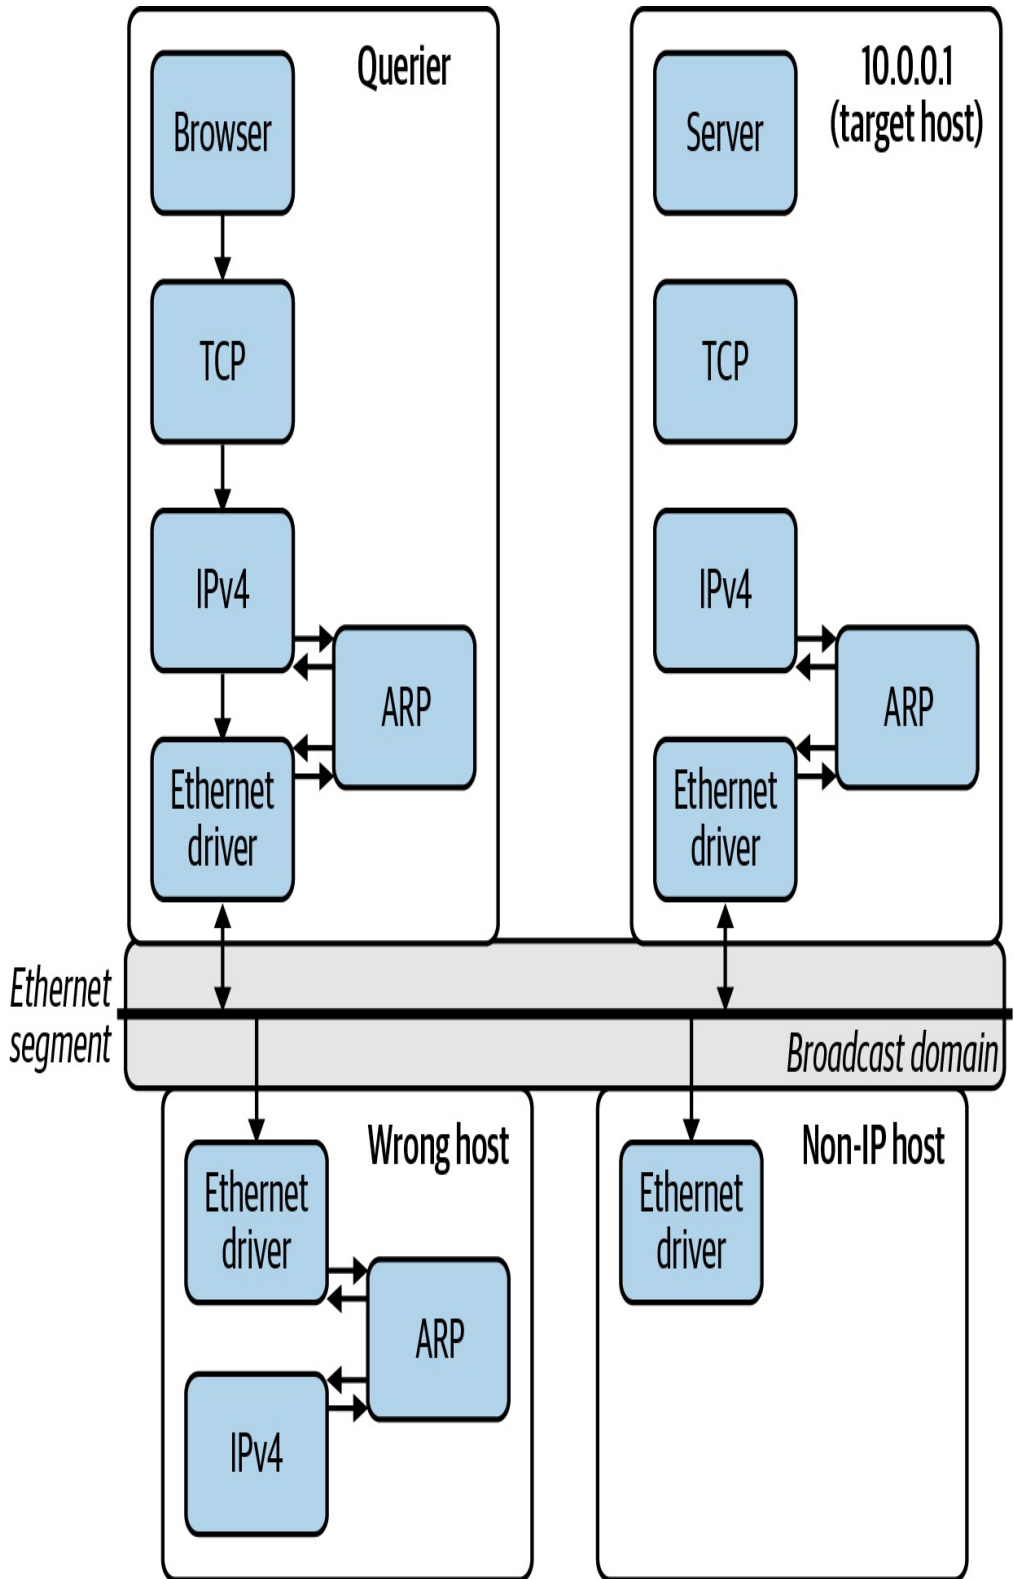 Querier
Browser
TCP
IPv4
ARP
Ethernet
driver
10.0.0.1
(target host)
Server
TCP
IPv4
ARP
Ethernet
driver
Ethernet
segment
Broadcast domain
Wrong host
Ethernet
driver
ARP
IPv4
Non-IP host
Ethernet
driver